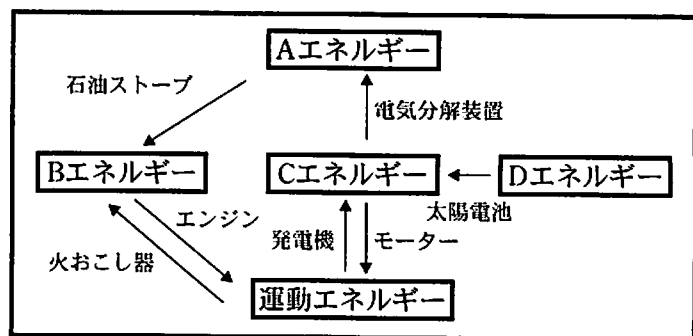 Aエネルギー
石油ストーブ
電気分解装置
Bエネルギー
Cエネルギー
Dエネルギー
エンジン
太陽電池
発電機
モーター
火おこし器
運動エネルギー